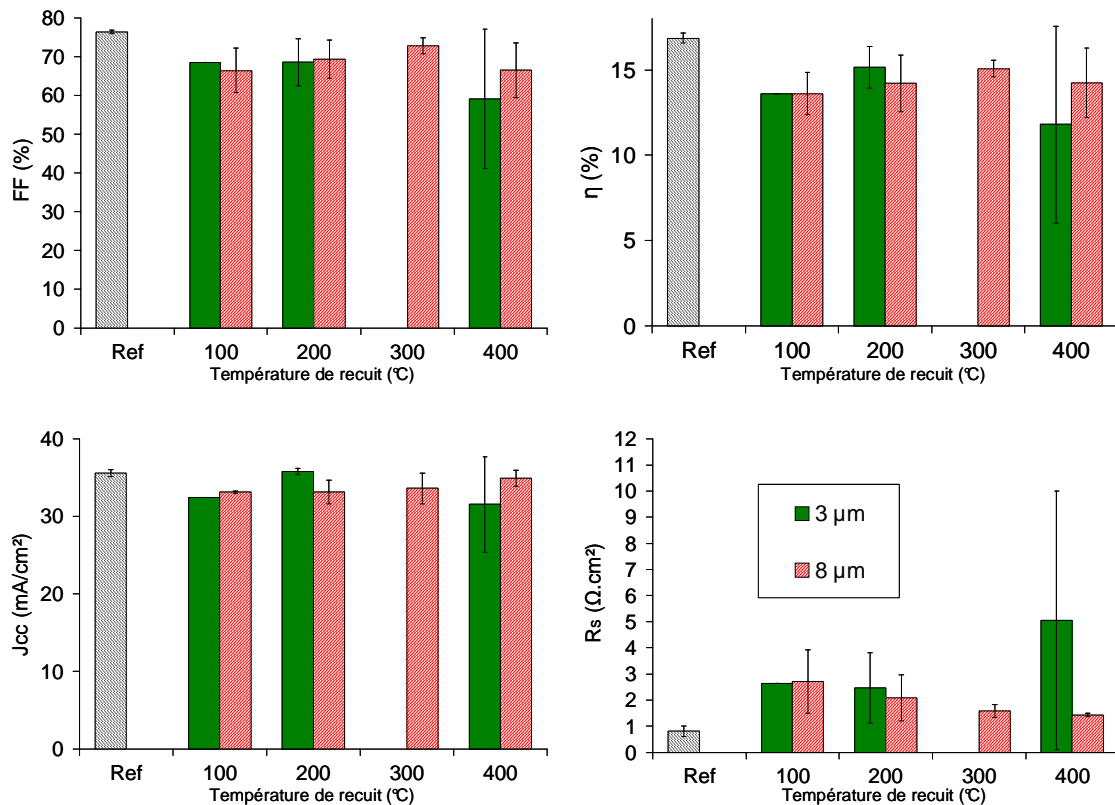 80
70
60
50
40
30
20
10
0
FF (%)
Ref 100 200 300 400
Température de recuit (°C)
15
10
5
0
η (%)
Ref 100 200 300 400
Température de recuit (°C)
40
30
20
10
0
Jcc (mA/cm²)
Ref 100 200 300 400
Température de recuit (°C)
12
11
10
9
8
7
6
5
4
3
2
1
0
Rs (Ω.cm²)
3 µm
8 µm
Ref 100 200 300 400
Température de recuit (°C)